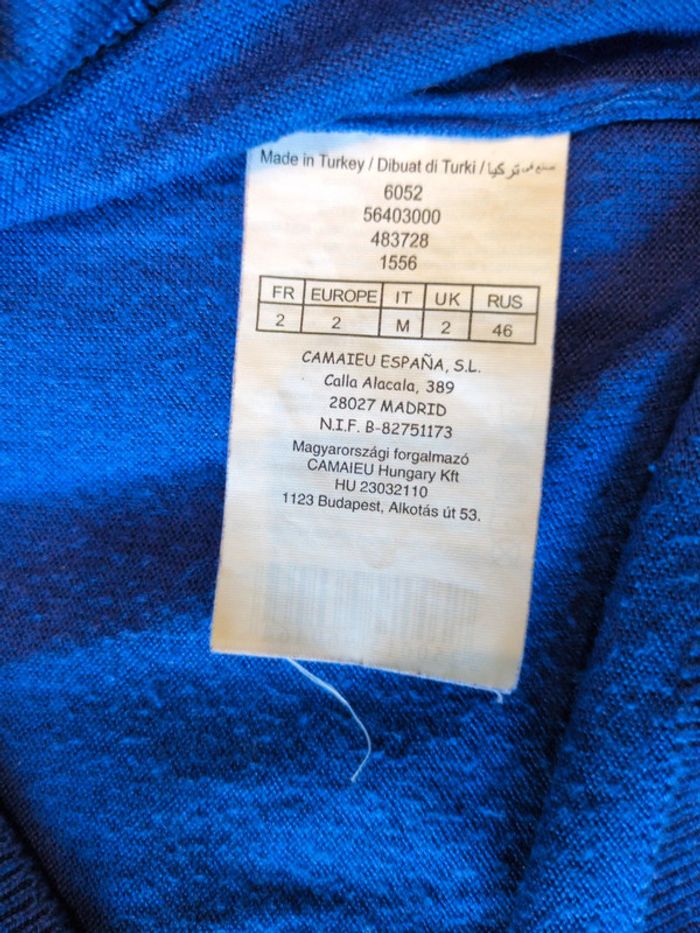 Made in Turkey / Dibuat di Turki / صنع في تركيا
6052
56403000
483728
1556
FR EUROPE IT UK RUS
2 2 M 2 46
CAMAIEU ESPAÑA, S.L.
Calla Alacala, 389
28027 MADRID
N.I.F. B-82751173
Magyarországi forgalmazó
CAMAIEU Hungary Kft
HU 23032110
1123 Budapest, Alkotás út 53.